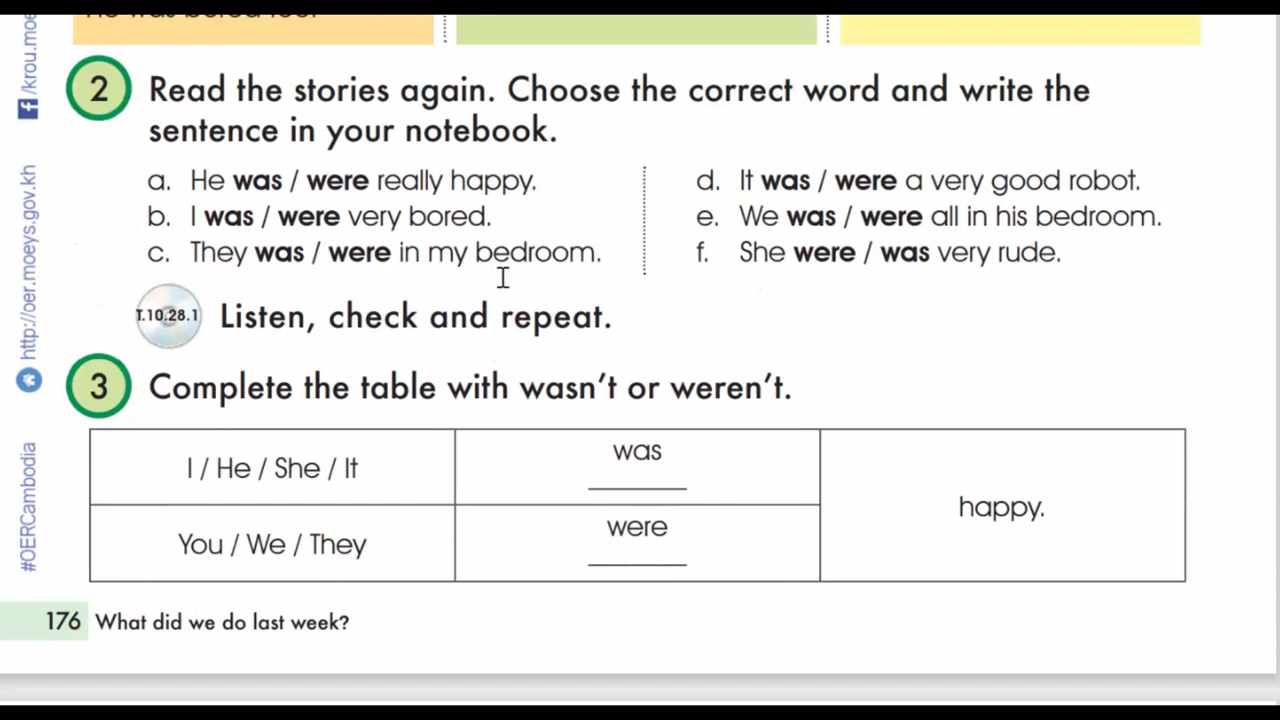 He was bored too.
2 Read the stories again. Choose the correct word and write the
sentence in your notebook.
a. He was / were really happy.
b. I was / were very bored.
c. They was / were in my bedroom.
d. It was / were a very good robot.
e. We was / were all in his bedroom.
f. She were / was very rude.
T.10.28.1 Listen, check and repeat.
3 Complete the table with wasn't or weren't.
I / He / She / It
was
You / We / They
were
happy.
176 What did we do last week?
/krou.moe
http://oer.moeys.gov.kh
#OERCambodia